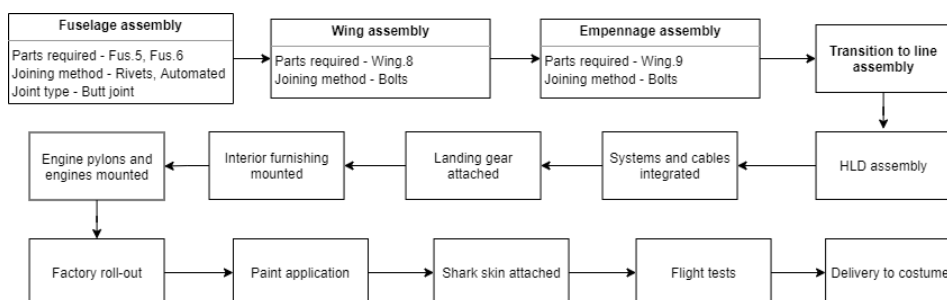 Fuselage assembly
Parts required - Fus.5, Fus.6
Joining method - Rivets, Automated
Joint type - Butt joint
Wing assembly
Parts required - Wing.8
Joining method - Bolts
Empennage assembly
Parts required - Wing.9
Joining method - Bolts
Transition to line
assembly
HLD assembly
Systems and cables
integrated
Landing gear
attached
Interior furnishing
mounted
Engine pylons and
engines mounted
Factory roll-out
Paint application
Shark skin attached
Flight tests
Delivery to costume